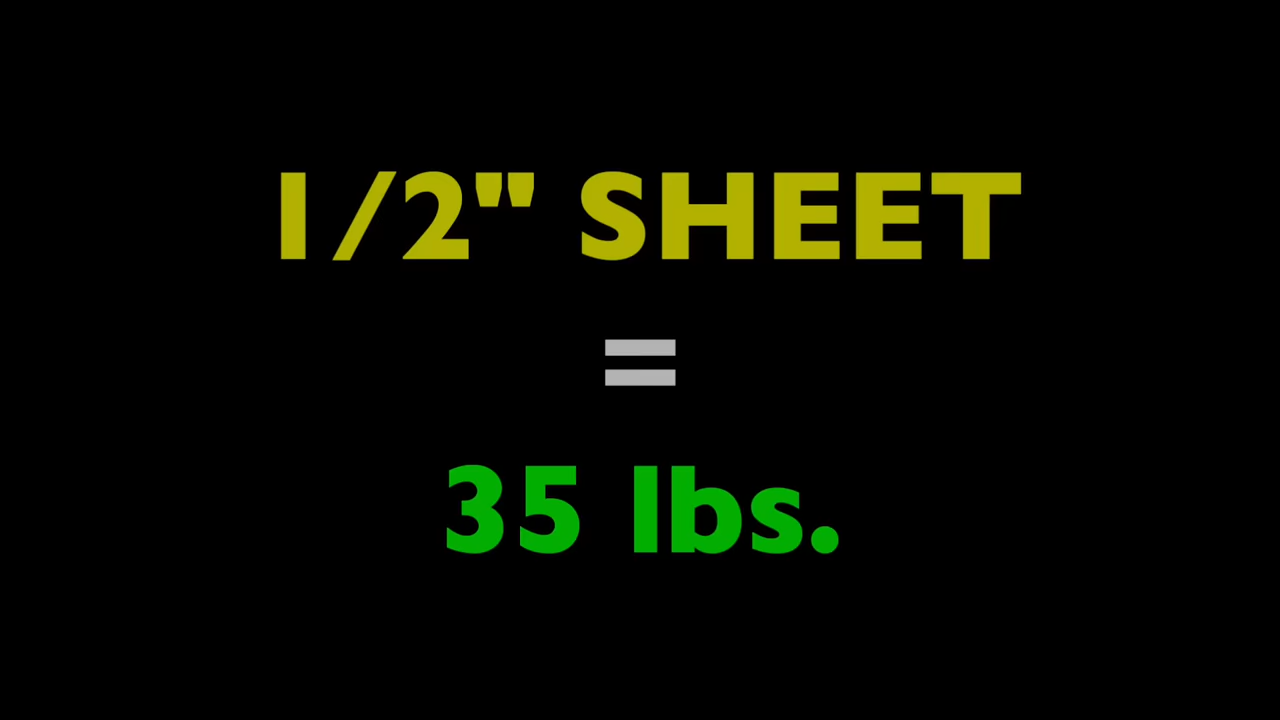 1/2" SHEET
=
35 lbs.